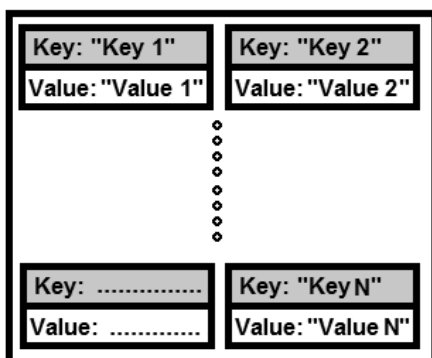 Key: "Key 1"
Value: "Value 1"
Key: "Key 2"
Value: "Value 2"
Key: ...............
Value: .............
Key: "Key N"
Value: "Value N"